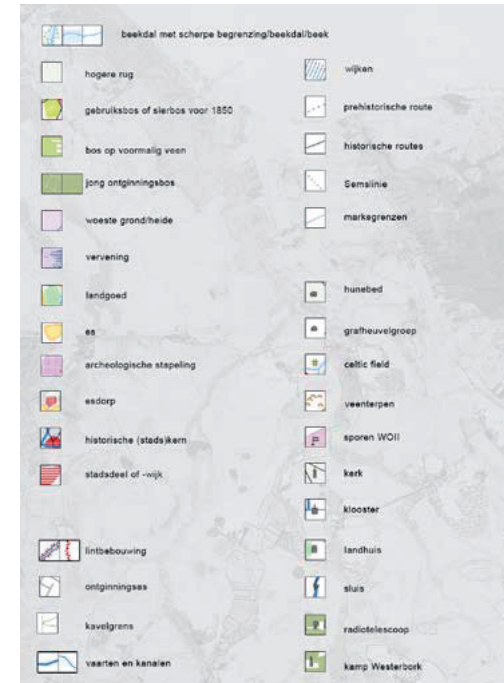 beekdal met scherpe begrenzing/beekdal/beek
hogere rug
gebruiksbos of sierbos voor 1850
bos op voormalig veen
jong ontginningsbos
woeste grond/heide
vervening
landgoed
es
archeologische stapeling
esdorp
historische (stads)kern
stadsdeel of -wijk
lintbebouwing
ontginningsas
kavelgrens
vaarten en kanalen
wijken
prehistorische route
historische routes
Semslinie
markegrenzen
hunebed
grafheuvelgroep
celtic field
veenterpen
sporen WOII
kerk
klooster
landhuis
sluis
radiotelescoop
kamp Westerbork